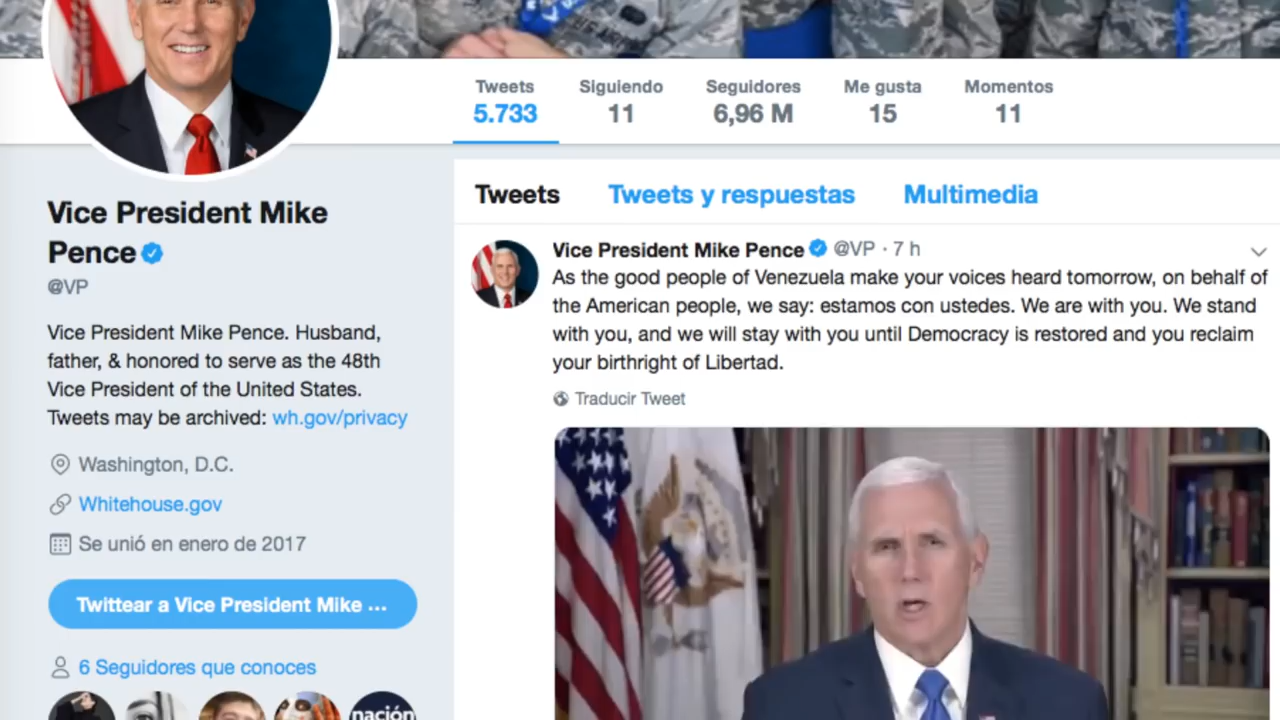 Tweets Siguiendo Seguidores Me gusta Momentos
5.733 11 6,96 M 15 11
Vice President Mike
Pence
@VP
Vice President Mike Pence. Husband,
father, & honored to serve as the 48th
Vice President of the United States.
Tweets may be archived: wh.gov/privacy
Washington, D.C.
Whitehouse.gov
Se unió en enero de 2017
Twittear a Vice President Mike ...
6 Seguidores que conoces
nación
Tweets Tweets y respuestas Multimedia
Vice President Mike Pence @VP · 7 h
As the good people of Venezuela make your voices heard tomorrow, on behalf of
the American people, we say: estamos con ustedes. We are with you. We stand
with you, and we will stay with you until Democracy is restored and you reclaim
your birthright of Libertad.
Traducir Tweet